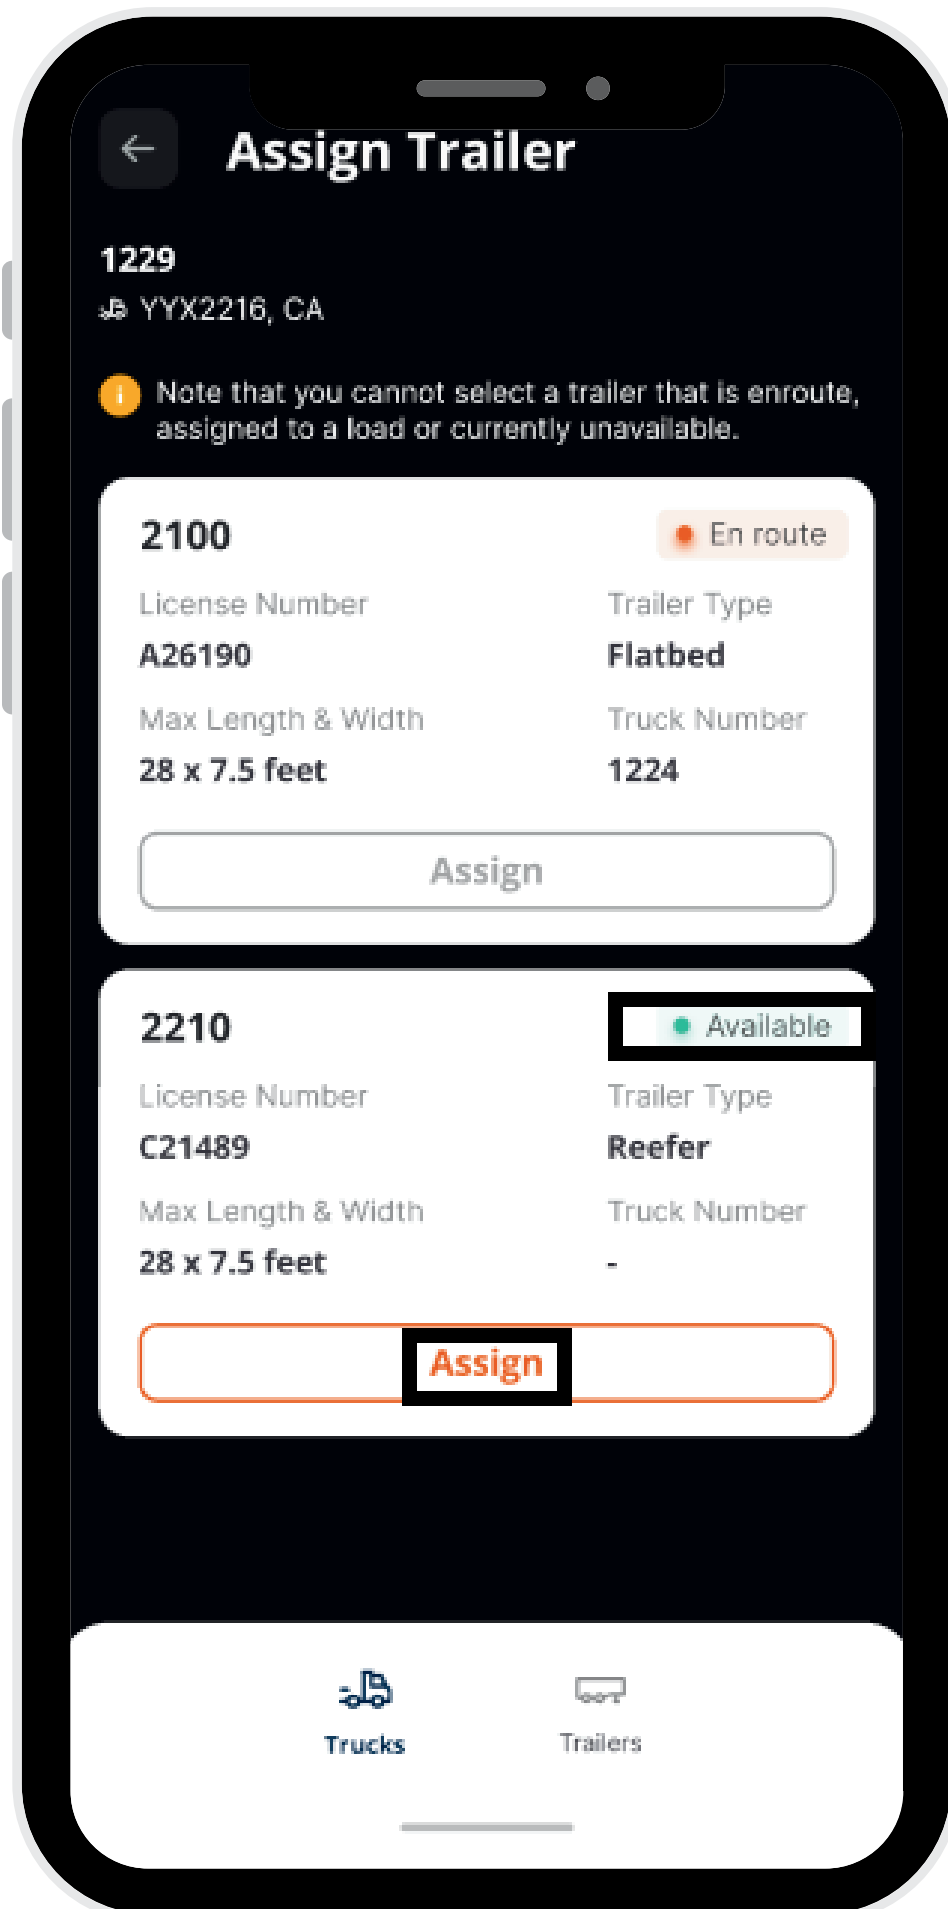 Assign Trailer
1229
YYX2216, CA
Note that you cannot select a trailer that is enroute,
assigned to a load or currently unavailable.
2100 En route
License Number Trailer Type
A26190 Flatbed
Max Length & Width Truck Number
28 x 7.5 feet 1224
Assign
2210 Available
License Number Trailer Type
C21489 Reefer
Max Length & Width Truck Number
28 x 7.5 feet -
Assign
Trucks Trailers